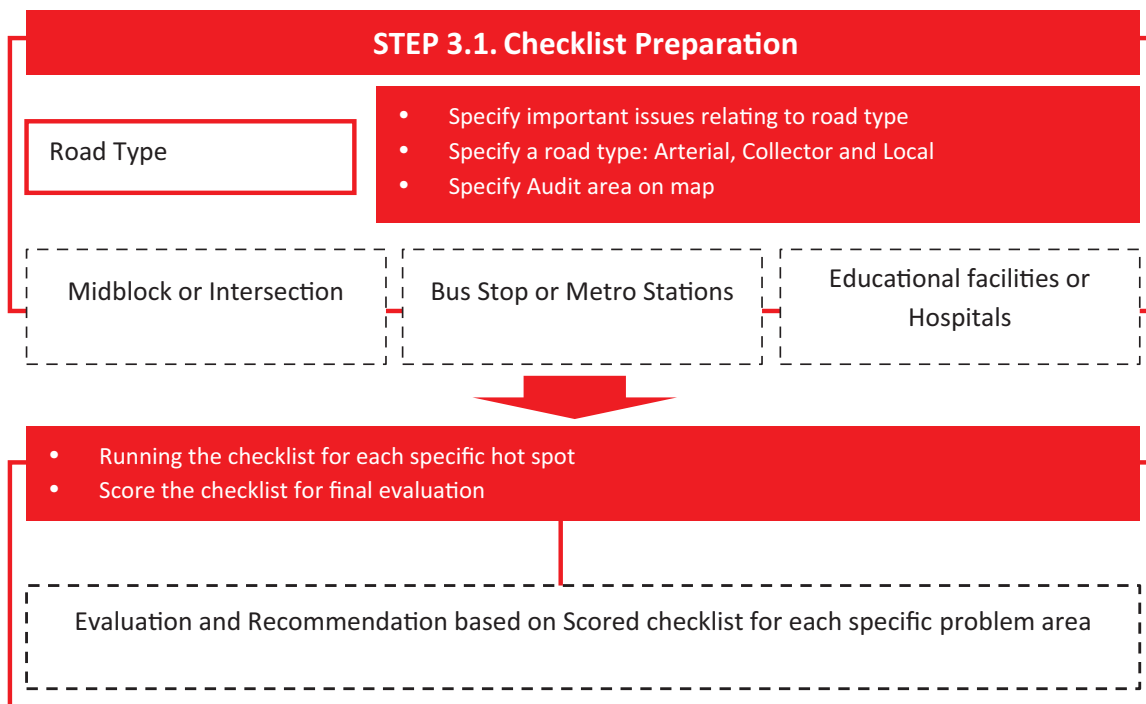 STEP 3.1. Checklist Preparation
Road Type
• Specify important issues relating to road type
• Specify a road type: Arterial, Collector and Local
• Specify Audit area on map
Midblock or Intersection
Bus Stop or Metro Stations
Educational facilities or
Hospitals
• Running the checklist for each specific hot spot
• Score the checklist for final evaluation
Evaluation and Recommendation based on Scored checklist for each specific problem area